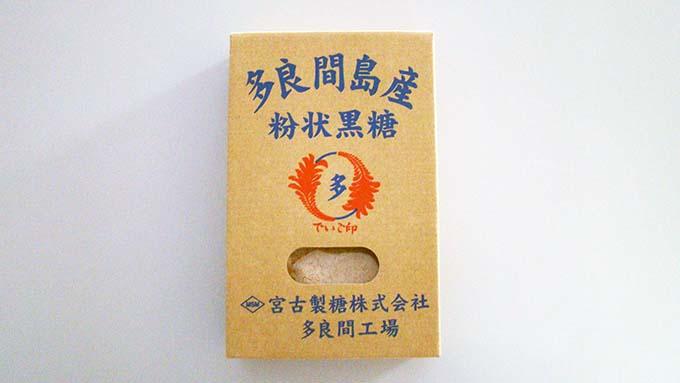 多良間島産
粉状黒糖
多
でいご印
MSM 宮古製糖株式会社
多良間工場